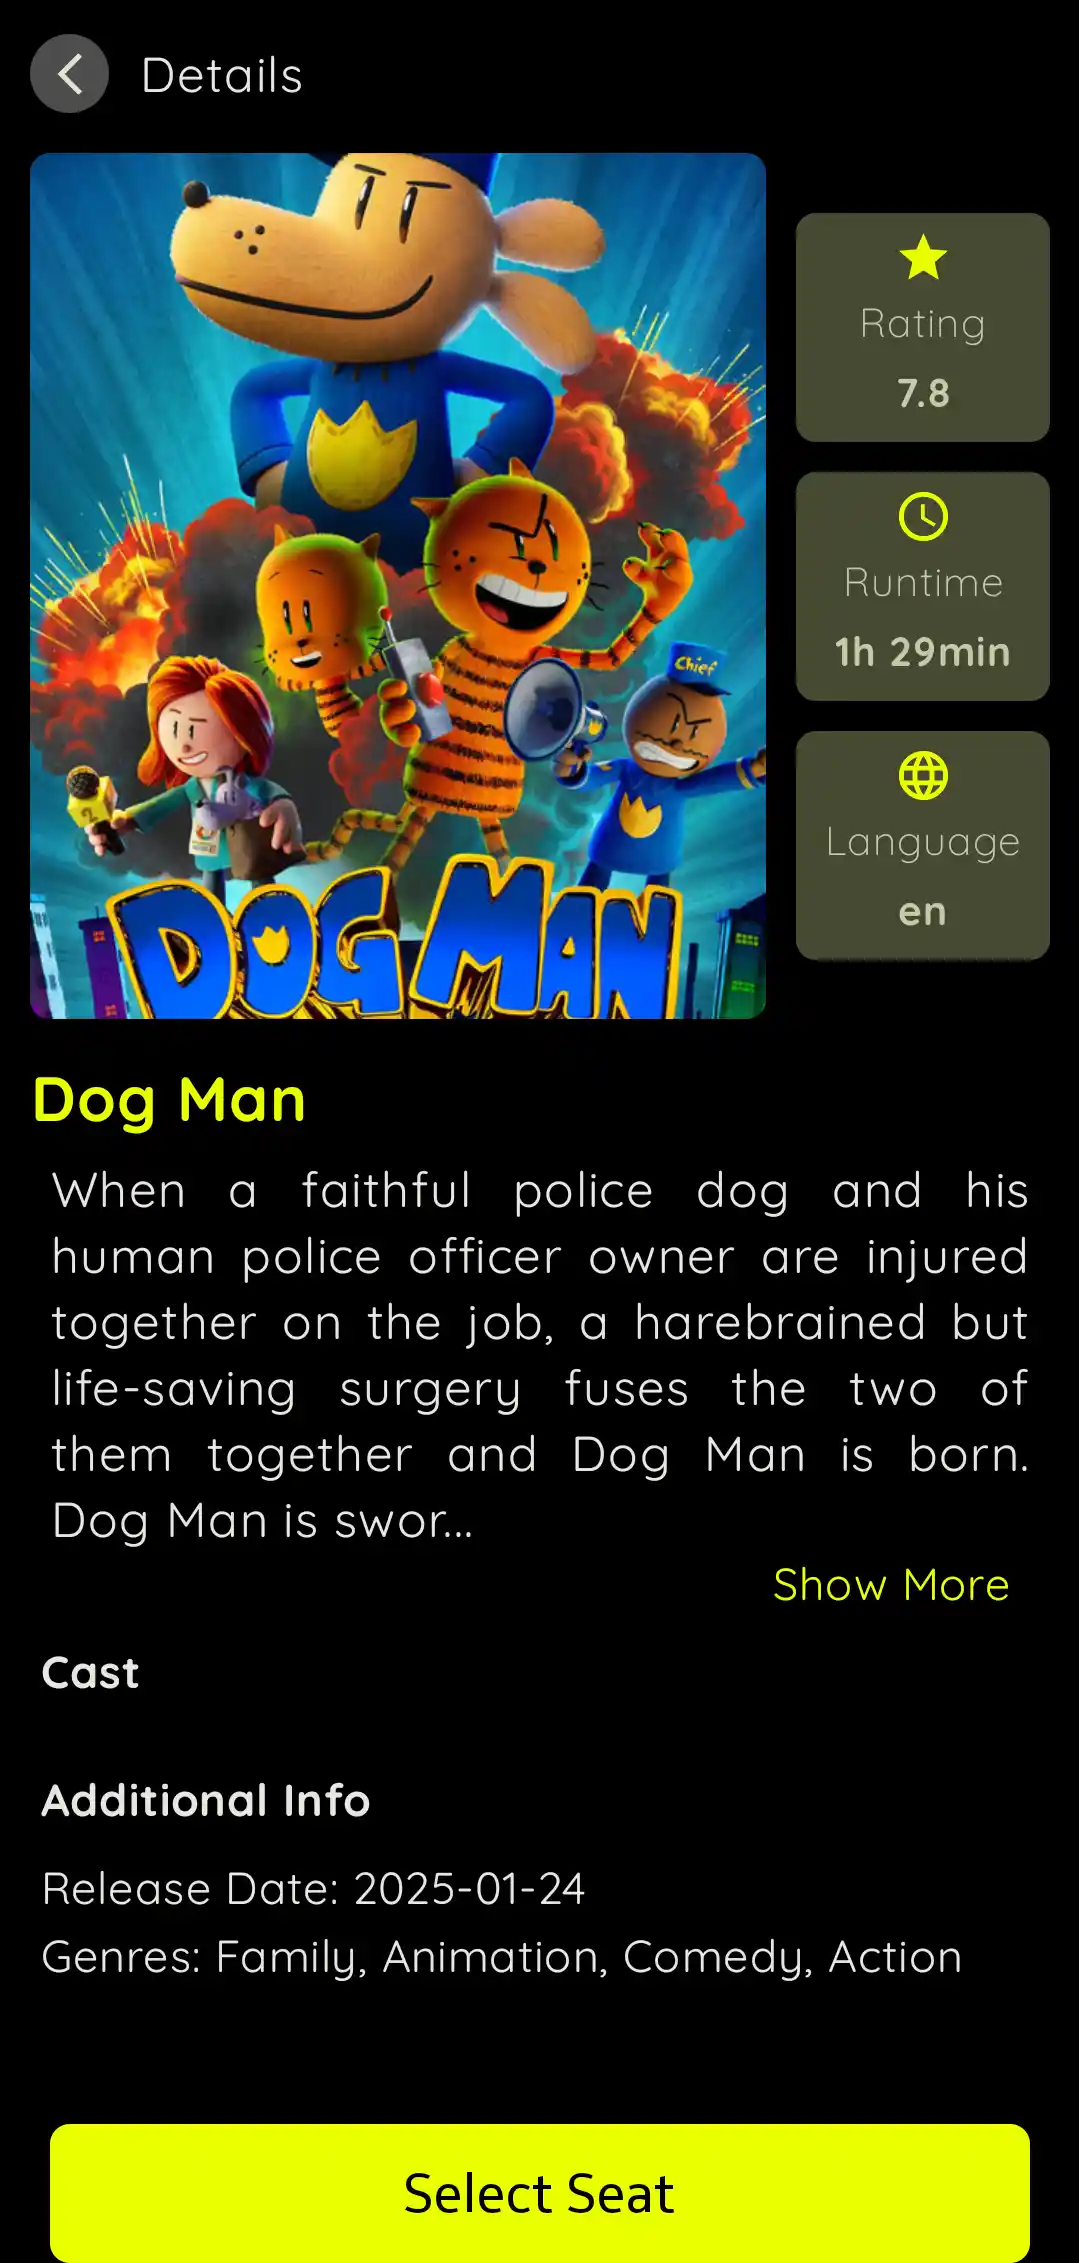 Details
Chief
2
DOG MAN
Rating
7.8
Runtime
1h 29min
Language
en
Dog Man
When a faithful police dog and his
human police officer owner are injured
together on the job, a harebrained but
life-saving surgery fuses the two of
them together and Dog Man is born.
Dog Man is swor...
Show More
Cast
Additional Info
Release Date: 2025-01-24
Genres: Family, Animation, Comedy, Action
Select Seat